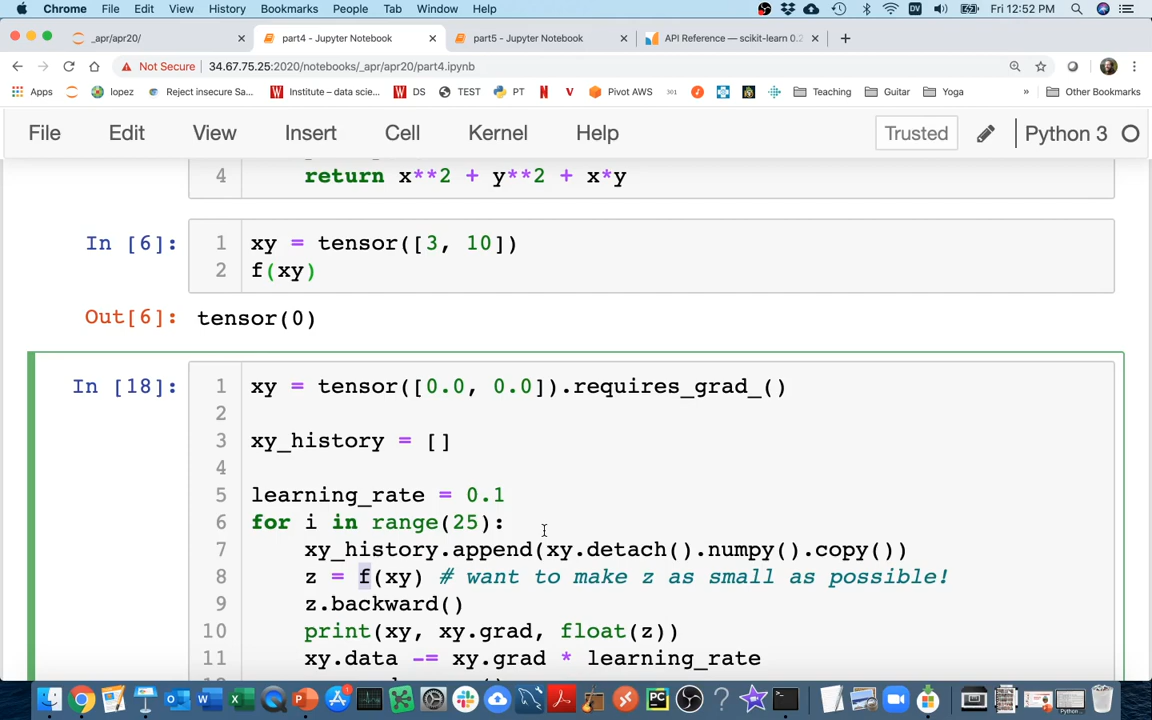 Chrome File Edit View History Bookmarks People Tab Window Help DV Fri 12:52 PM
_apr/apr20/ part4 - Jupyter Notebook part5 - Jupyter Notebook API Reference — scikit-learn 0.2
Not Secure 34.67.75.25:2020/notebooks/_apr/apr20/part4.ipynb
Apps lopez Reject insecure Sa... Institute – data scie... DS TEST PT Pivot AWS 301 Teaching Guitar Yoga » Other Bookmarks
File Edit View Insert Cell Kernel Help Trusted Python 3
4 return x**2 + y**2 + x*y
In [6]: 1 xy = tensor([3, 10])
2 f(xy)
Out[6]: tensor(0)
In [18]: 1 xy = tensor([0.0, 0.0]).requires_grad_()
2
3 xy_history = []
4
5 learning_rate = 0.1
6 for i in range(25):
7 xy_history.append(xy.detach().numpy().copy())
8 z = f(xy) # want to make z as small as possible!
9 z.backward()
10 print(xy, xy.grad, float(z))
11 xy.data -= xy.grad * learning_rate